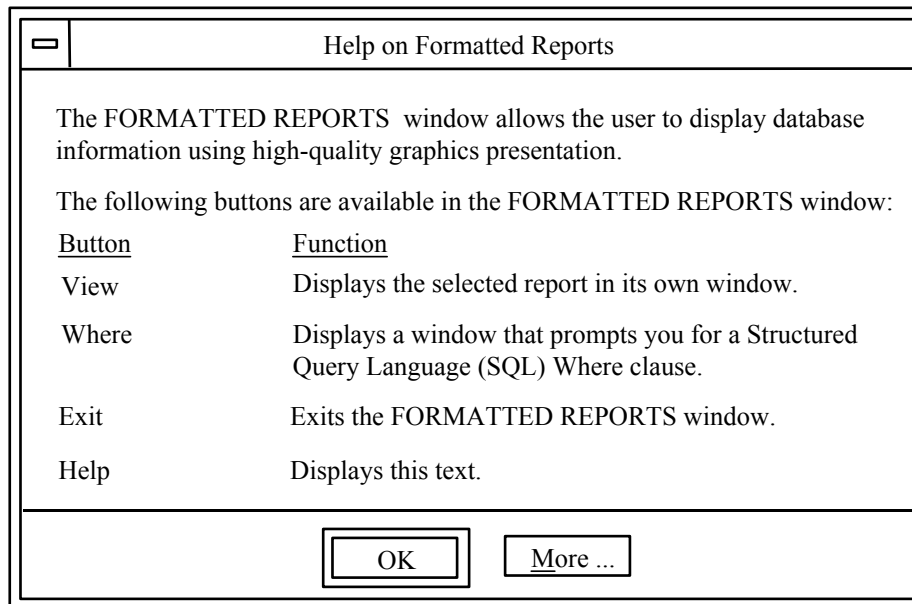 Help on Formatted Reports
The FORMATTED REPORTS  window allows the user to display database
information using high-quality graphics presentation.
The following buttons are available in the FORMATTED REPORTS window:
Button Function
View Displays the selected report in its own window.
Where Displays a window that prompts you for a Structured
Query Language (SQL) Where clause.
Exit Exits the FORMATTED REPORTS window.
Help Displays this text.
OK More ...